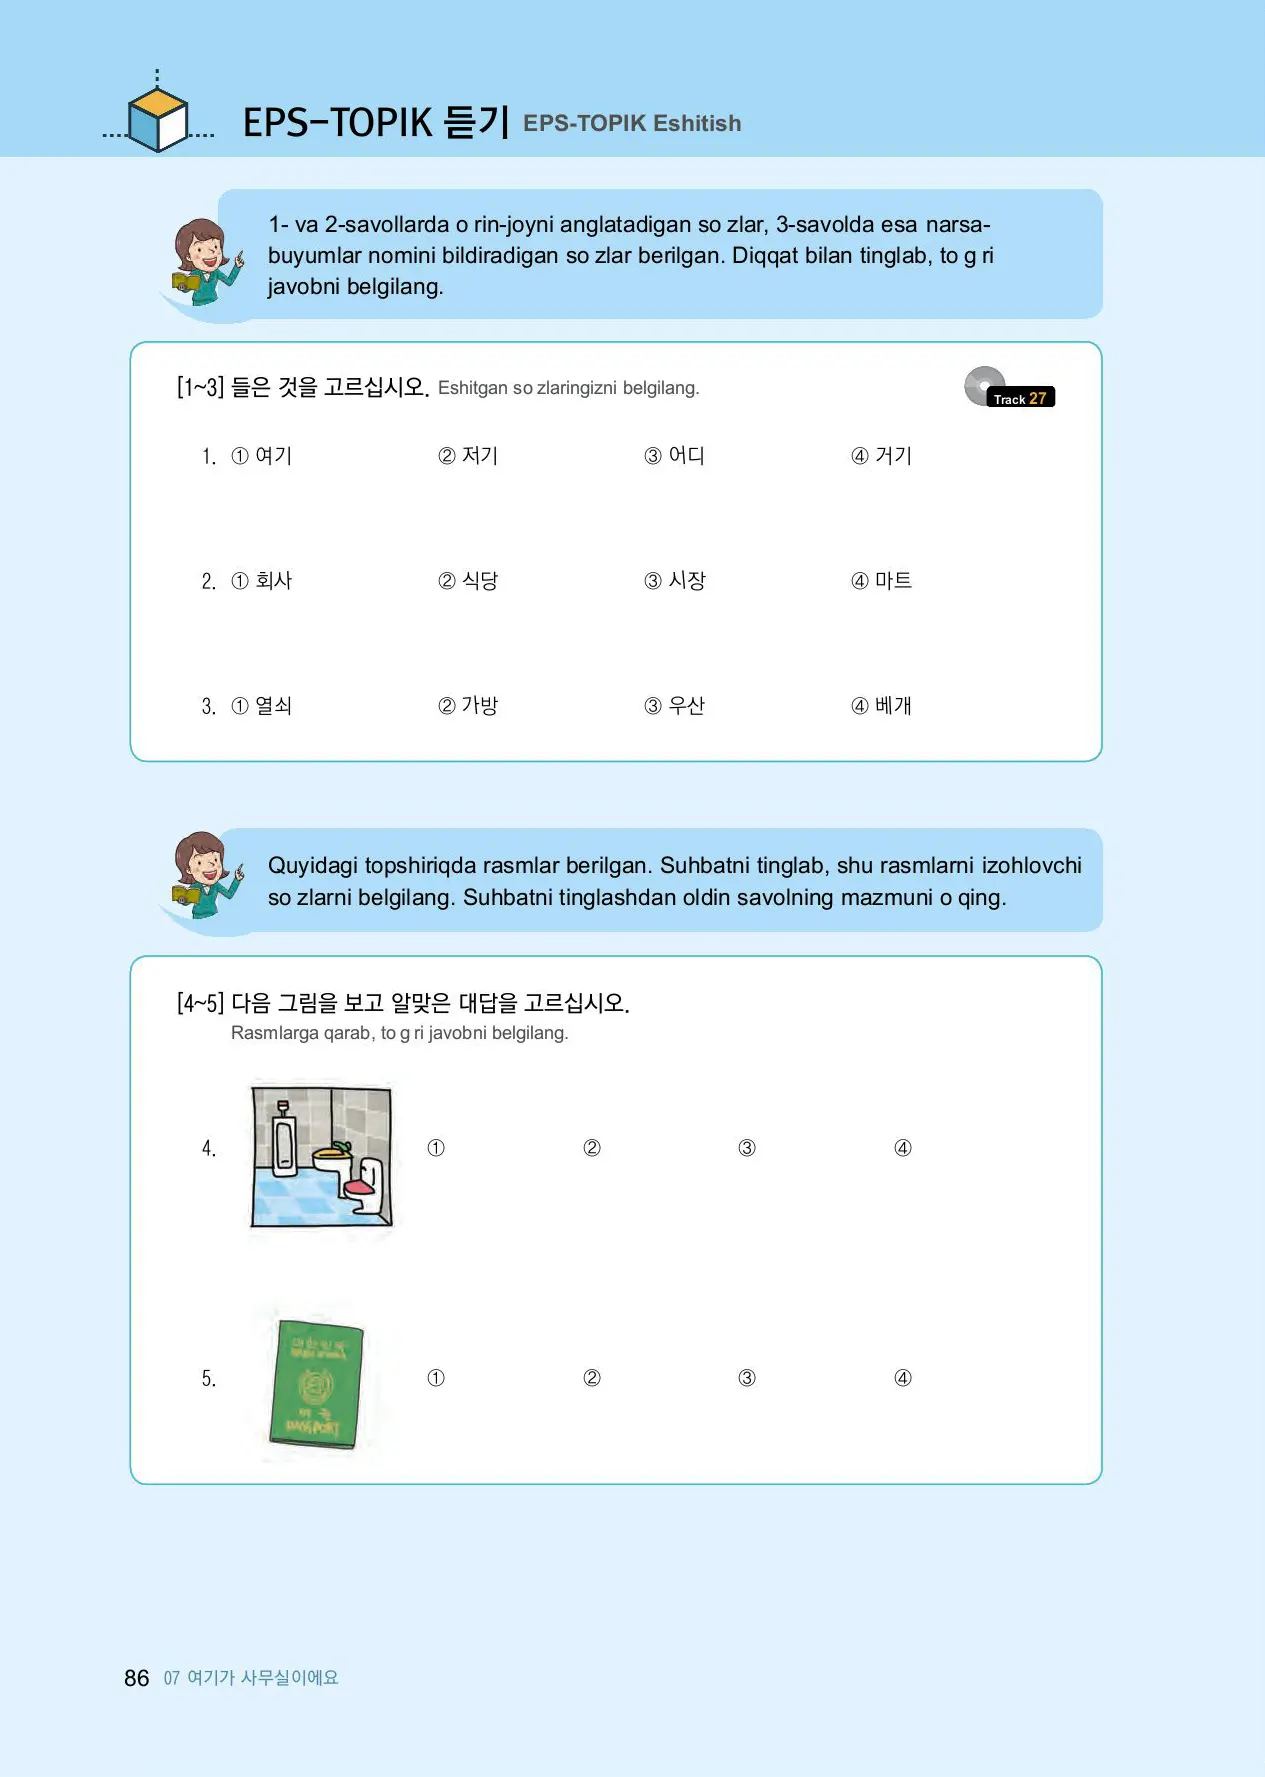 EPS-TOPIK 듣기 EPS-TOPIK Eshitish
1- va 2-savollarda o rin-joyni anglatadigan so zlar, 3-savolda esa narsa-
buyumlar nomini bildiradigan so zlar berilgan. Diqqat bilan tinglab, to g ri
javobni belgilang.
[1~3] 들은 것을 고르십시오. Eshitgan so zlaringizni belgilang.
Track 27
1. ① 여기 ② 저기 ③ 어디 ④ 거기
2. ① 회사 ② 식당 ③ 시장 ④ 마트
3. ① 열쇠 ② 가방 ③ 우산 ④ 베개
Quyidagi topshiriqda rasmlar berilgan. Suhbatni tinglab, shu rasmlarni izohlovchi
so zlarni belgilang. Suhbatni tinglashdan oldin savolning mazmuni o qing.
[4~5] 다음 그림을 보고 알맞은 대답을 고르십시오.
Rasmlarga qarab, to g ri javobni belgilang.
4. ① ② ③ ④
대한민국
여 권
PASSPORT
5. ① ② ③ ④
86 07 여기가 사무실이에요